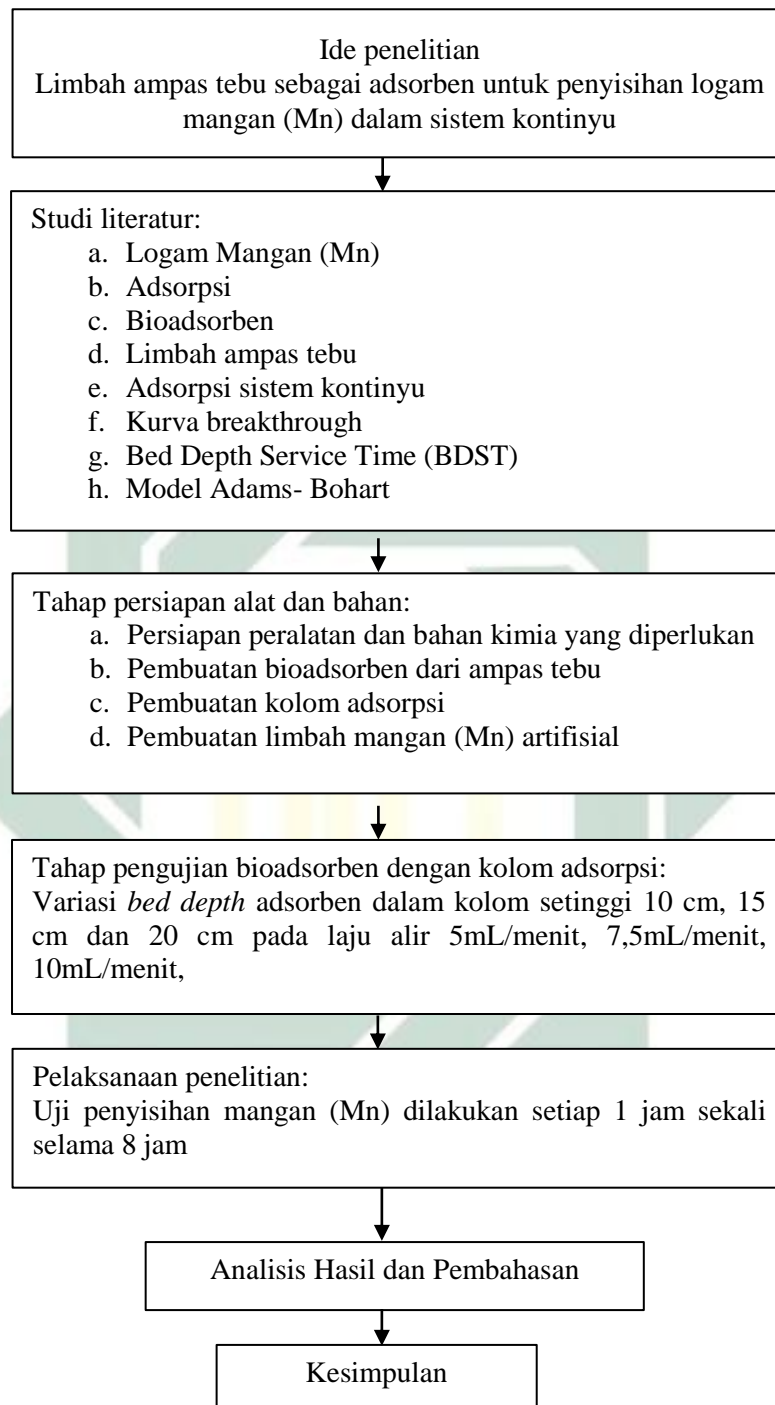 Ide penelitian
Limbah ampas tebu sebagai adsorben untuk penyisihan logam
mangan (Mn) dalam sistem kontinyu
Studi literatur:
a. Logam Mangan (Mn)
b. Adsorpsi
c. Bioadsorben
d. Limbah ampas tebu
e. Adsorpsi sistem kontinyu
f. Kurva breakthrough
g. Bed Depth Service Time (BDST)
h. Model Adams- Bohart
Tahap persiapan alat dan bahan:
a. Persiapan peralatan dan bahan kimia yang diperlukan
b. Pembuatan bioadsorben dari ampas tebu
c. Pembuatan kolom adsorpsi
d. Pembuatan limbah mangan (Mn) artifisial
Tahap pengujian bioadsorben dengan kolom adsorpsi:
Variasi bed depth adsorben dalam kolom setinggi 10 cm, 15
cm dan 20 cm pada laju alir 5mL/menit, 7,5mL/menit,
10mL/menit,
Pelaksanaan penelitian:
Uji penyisihan mangan (Mn) dilakukan setiap 1 jam sekali
selama 8 jam
Analisis Hasil dan Pembahasan
Kesimpulan